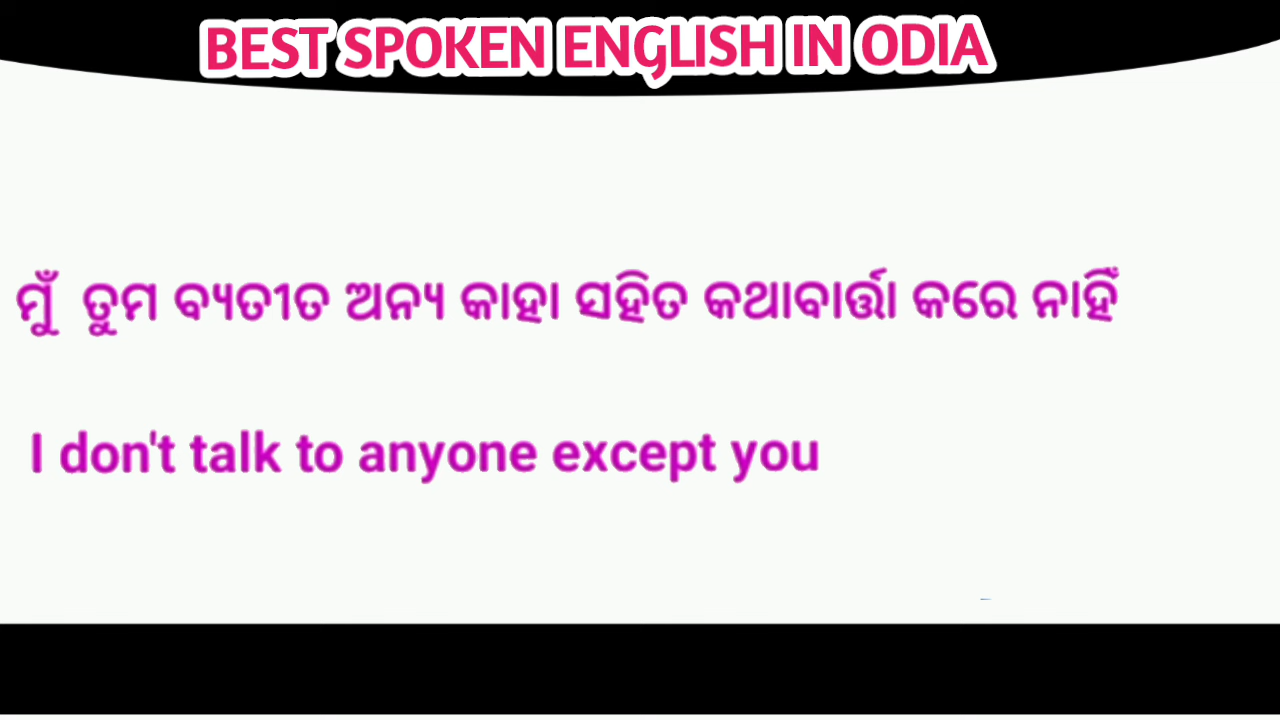 BEST SPOKEN ENGLISH IN ODIA
ମୁଁ ତୁମ ବ୍ୟତୀତ ଅନ୍ୟ କାହା ସହିତ କଥାବାର୍ତ୍ତା କରେ ନାହିଁ
I don't talk to anyone except you